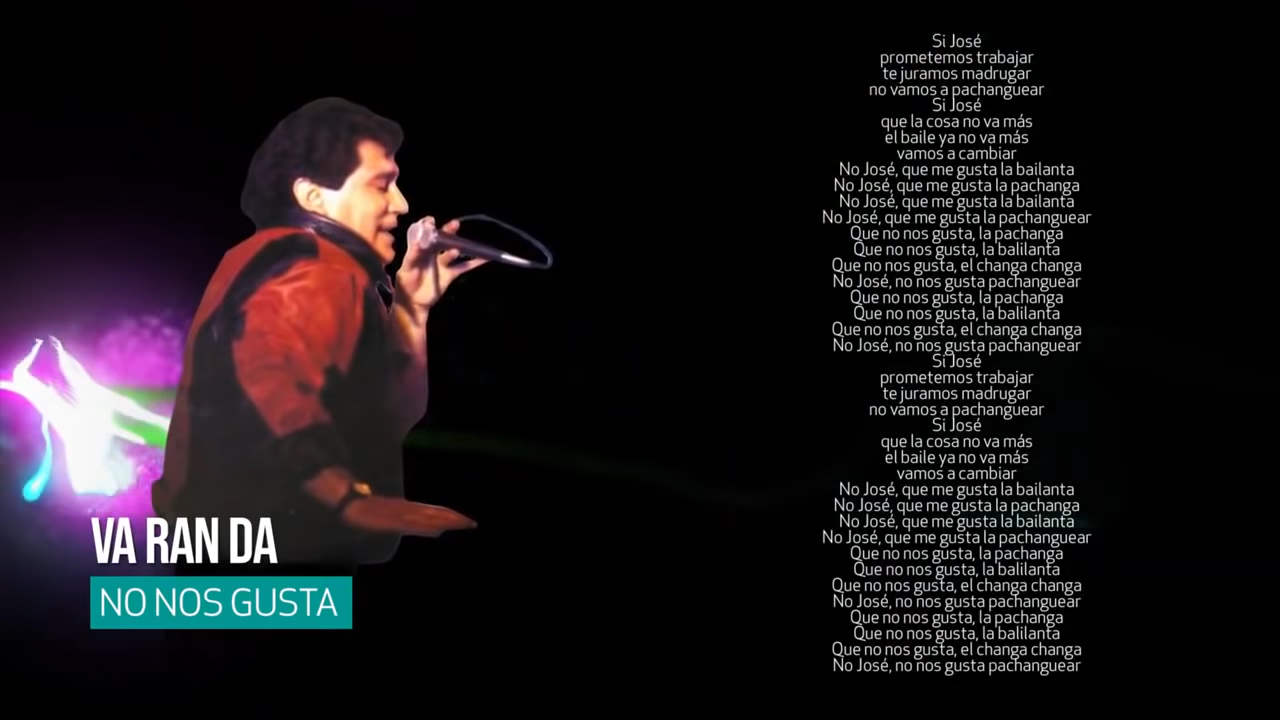 VA RAN DA
NO NOS GUSTA
Si José
prometemos trabajar
te juramos madrugar
no vamos a pachanguear
Si José
que la cosa no va más
el baile ya no va más
vamos a cambiar
No José, que me gusta la bailanta
No José, que me gusta la pachanga
No José, que me gusta la bailanta
No José, que me gusta la pachanguear
Que no nos gusta, la pachanga
Que no nos gusta, la balilanta
Que no nos gusta, el changa changa
No José, no nos gusta pachanguear
Que no nos gusta, la pachanga
Que no nos gusta, la balilanta
Que no nos gusta, el changa changa
No José, no nos gusta pachanguear
Si José
prometemos trabajar
te juramos madrugar
no vamos a pachanguear
Si José
que la cosa no va más
el baile ya no va más
vamos a cambiar
No José, que me gusta la bailanta
No José, que me gusta la pachanga
No José, que me gusta la bailanta
No José, que me gusta la pachanguear
Que no nos gusta, la pachanga
Que no nos gusta, la balilanta
Que no nos gusta, el changa changa
No José, no nos gusta pachanguear
Que no nos gusta, la pachanga
Que no nos gusta, la balilanta
Que no nos gusta, el changa changa
No José, no nos gusta pachanguear